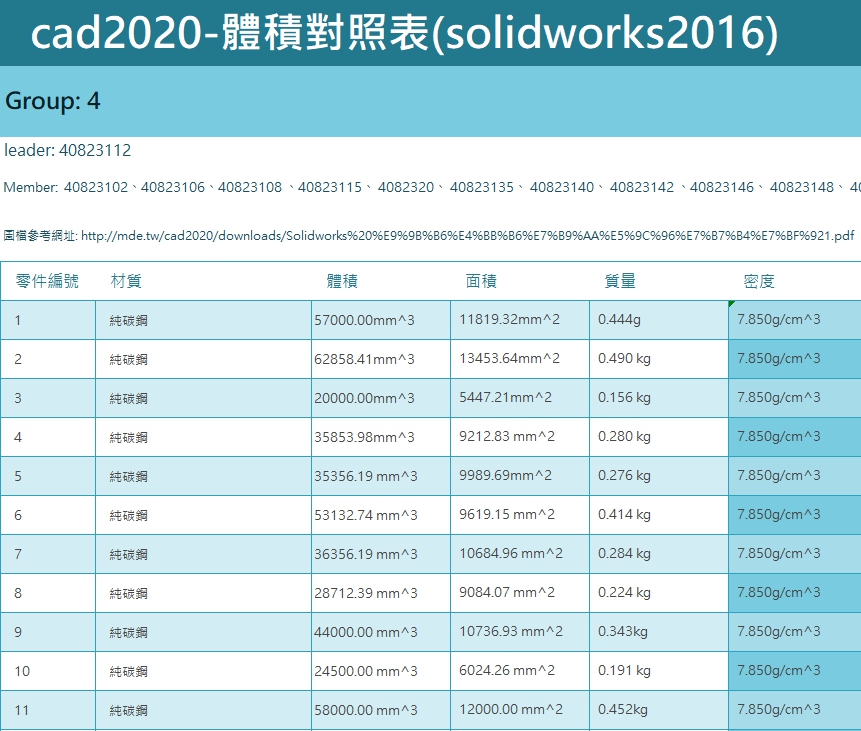 cad2020-體積對照表(solidworks2016)
Group: 4
leader: 40823112
Member: 40823102、40823106、40823108 、40823115、 4082320、 40823135、 40823140、 40823142 、40823146、 40823148、 40
圖檔參考網址: http://mde.tw/cad2020/downloads/Solidworks%20%E9%9B%B6%E4%BB%B6%E7%B9%AA%E5%9C%96%E7%B7%B4%E7%BF%921.pdf
零件編號 材質 體積 面積 質量 密度
1 純碳鋼 57000.00mm^3 11819.32mm^2 0.444g 7.850g/cm^3
2 純碳鋼 62858.41mm^3 13453.64mm^2 0.490 kg 7.850g/cm^3
3 純碳鋼 20000.00mm^3 5447.21mm^2 0.156 kg 7.850g/cm^3
4 純碳鋼 35853.98mm^3 9212.83 mm^2 0.280 kg 7.850g/cm^3
5 純碳鋼 35356.19 mm^3 9989.69mm^2 0.276 kg 7.850g/cm^3
6 純碳鋼 53132.74 mm^3 9619.15 mm^2 0.414 kg 7.850g/cm^3
7 純碳鋼 36356.19 mm^3 10684.96 mm^2 0.284 kg 7.850g/cm^3
8 純碳鋼 28712.39 mm^3 9084.07 mm^2 0.224 kg 7.850g/cm^3
9 純碳鋼 44000.00 mm^3 10736.93 mm^2 0.343kg 7.850g/cm^3
10 純碳鋼 24500.00 mm^3 6024.26 mm^2 0.191 kg 7.850g/cm^3
11 純碳鋼 58000.00 mm^3 12000.00 mm^2 0.452kg 7.850g/cm^3